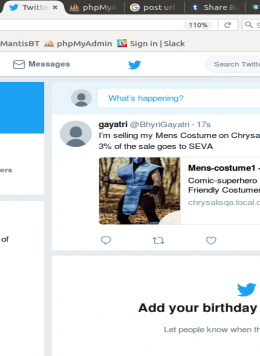 Twitte
phpMyA
post url
Share B
110%
MantisBT phpMyAdmin Sign in | Slack
Messages
Search Twitte
What's happening?
gayatri @BhyriGayatri · 17s
I'm selling my Mens Costume on Chrysa
3% of the sale goes to SEVA
Mens-costume1 -
Comic-superhero
Friendly Costumes
chrysalisqa.local.c
ers
of
Add your birthday
Let people know when th